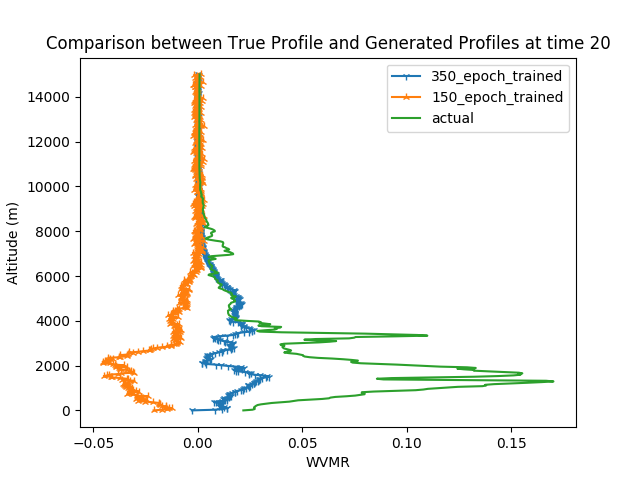 Comparison between True Profile and Generated Profiles at time 20
350_epoch_trained
150_epoch_trained
actual
14000
12000
10000
8000
6000
4000
2000
0
Altitude (m)
−0.05
0.00
0.05
0.10
0.15
WVMR